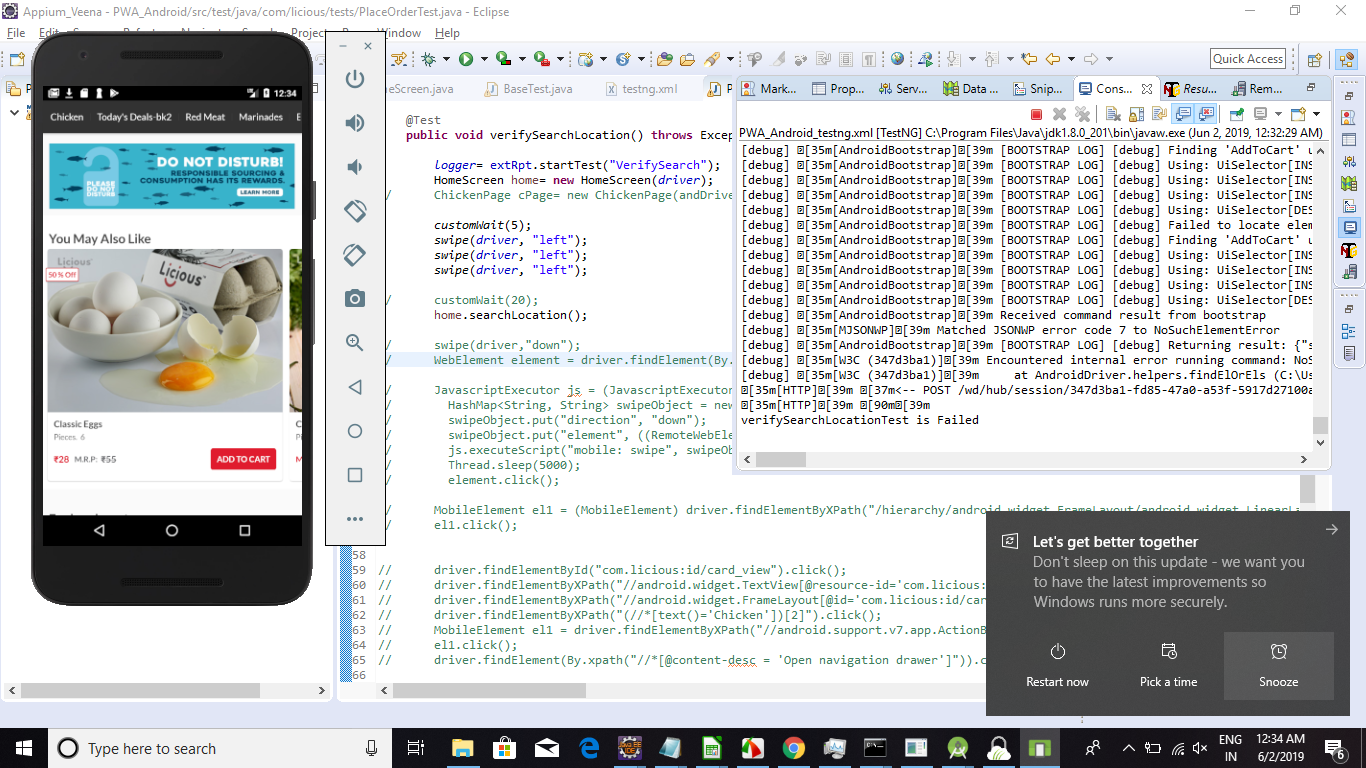 Appium_Veena - PWA_Android/src/test/java/com/licious/tests/PlaceOrderTest.java - Eclipse
File Window Help
Quick Access
BaseTest.java testng.xml
Mark... Prop... Serv... Data ... Snip... Cons... Resu... Rem...
PWA_Android_testng.xml [TestNG] C:\Program Files\Java\jdk1.8.0_201\bin\javaw.exe (Jun 2, 2019, 12:32:29 AM)
[debug] [35m[AndroidBootstrap][39m [BOOTSTRAP LOG] [debug] Finding 'AddToCart'
[debug] [35m[AndroidBootstrap][39m [BOOTSTRAP LOG] [debug] Using: UiSelector[INS
[debug] [35m[AndroidBootstrap][39m [BOOTSTRAP LOG] [debug] Using: UiSelector[INS
[debug] [35m[AndroidBootstrap][39m [BOOTSTRAP LOG] [debug] Using: UiSelector[INS
[debug] [35m[AndroidBootstrap][39m [BOOTSTRAP LOG] [debug] Using: UiSelector[DES
[debug] [35m[AndroidBootstrap][39m [BOOTSTRAP LOG] [debug] Failed to locate elem
[debug] [35m[AndroidBootstrap][39m [BOOTSTRAP LOG] [debug] Finding 'AddToCart'
[debug] [35m[AndroidBootstrap][39m [BOOTSTRAP LOG] [debug] Using: UiSelector[INS
[debug] [35m[AndroidBootstrap][39m [BOOTSTRAP LOG] [debug] Using: UiSelector[INS
[debug] [35m[AndroidBootstrap][39m [BOOTSTRAP LOG] [debug] Using: UiSelector[INS
[debug] [35m[AndroidBootstrap][39m [BOOTSTRAP LOG] [debug] Using: UiSelector[DES
[debug] [35m[AndroidBootstrap][39m Received command result from bootstrap
[debug] [35m[MJSONWP][39m Matched JSONWP error code 7 to NoSuchElementError
[debug] [35m[AndroidBootstrap][39m [BOOTSTRAP LOG] [debug] Returning result: {"s
[debug] [35m[W3C (347d3ba1)][39m Encountered internal error running command: NoS
[debug] [35m[W3C (347d3ba1)][39m at AndroidDriver.helpers.findElOrEls (C:\Us
[35m[HTTP][39m [37m<-- POST /wd/hub/session/347d3ba1-fd85-47a0-a53f-5917d27100a
[35m[HTTP][39m [90m[39m
verifySearchLocationTest is Failed
@Test
public void verifySearchLocation() throws Excep
logger= extRpt.startTest("VerifySearch");
HomeScreen home= new HomeScreen(driver);
/ ChickenPage cPage= new ChickenPage(andDrive
customWait(5);
swipe(driver, "left");
swipe(driver, "left");
swipe(driver, "left");
/ customWait(20);
home.searchLocation();
/ swipe(driver,"down");
/ WebElement element = driver.findElement(By.
/ JavascriptExecutor js = (JavascriptExecutor
/ HashMap<String, String> swipeObject = new
/ swipeObject.put("direction", "down");
/ swipeObject.put("element", ((RemoteWebEle
/ js.executeScript("mobile: swipe", swipeOb
/ Thread.sleep(5000);
/ element.click();
/ MobileElement el1 = (MobileElement) driver.findElementByXPath("/hierarchy/android.widget.FrameLayout/android.widget.LinearLa
/ el1.click();
58
59 // driver.findElementById("com.licious:id/card_view").click();
60 // driver.findElementByXPath("//android.widget.TextView[@resource-id='com.licious:
61 // driver.findElementByXPath("//android.widget.FrameLayout[@id='com.licious:id/car
62 // driver.findElementByXPath("(//*[text()='Chicken'])[2]").click();
63 // MobileElement el1 = driver.findElementByXPath("//android.support.v7.app.ActionB
64 // el1.click();
65 // driver.findElement(By.xpath("//*[@content-desc = 'Open navigation drawer']")).c
66
12:34
Chicken Today's Deals-bk2 Red Meat Marinades E
PLEASE DO NOT DISTURB
DO NOT DISTURB!
RESPONSIBLE SOURCING &
CONSUMPTION HAS ITS REWARDS.
LEARN MORE
You May Also Like
Licious
Licious
50% Off
Classic Eggs
Pieces. 6
₹28 M.R.P: ₹55 ADD TO CART
Let's get better together
Don't sleep on this update - we want you
to have the latest improvements so
Windows runs more securely.
Restart now Pick a time Snooze
Type here to search
ENG
IN
12:34 AM
6/2/2019
6